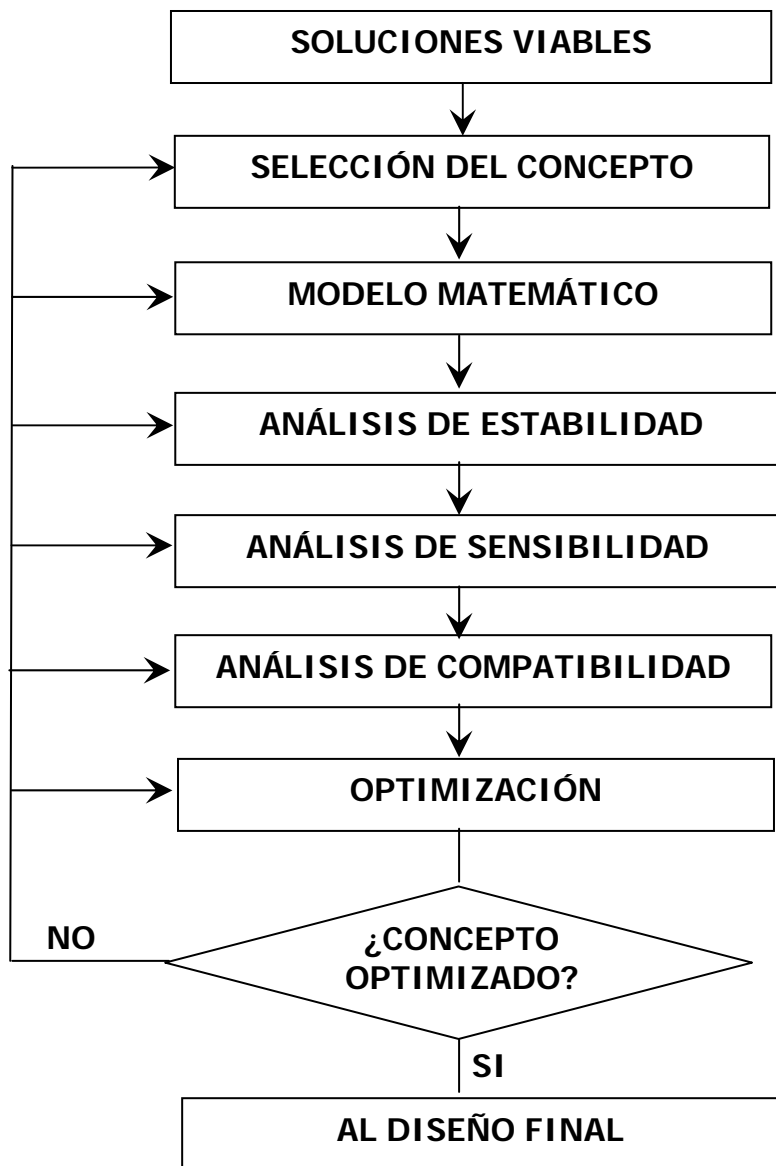 SOLUCIONES VIABLES
SELECCIÓN DEL CONCEPTO
MODELO MATEMÁTICO
ANÁLISIS DE ESTABILIDAD
ANÁLISIS DE SENSIBILIDAD
ANÁLISIS DE COMPATIBILIDAD
OPTIMIZACIÓN
NO
¿CONCEPTO
OPTIMIZADO?
SI
AL DISEÑO FINAL